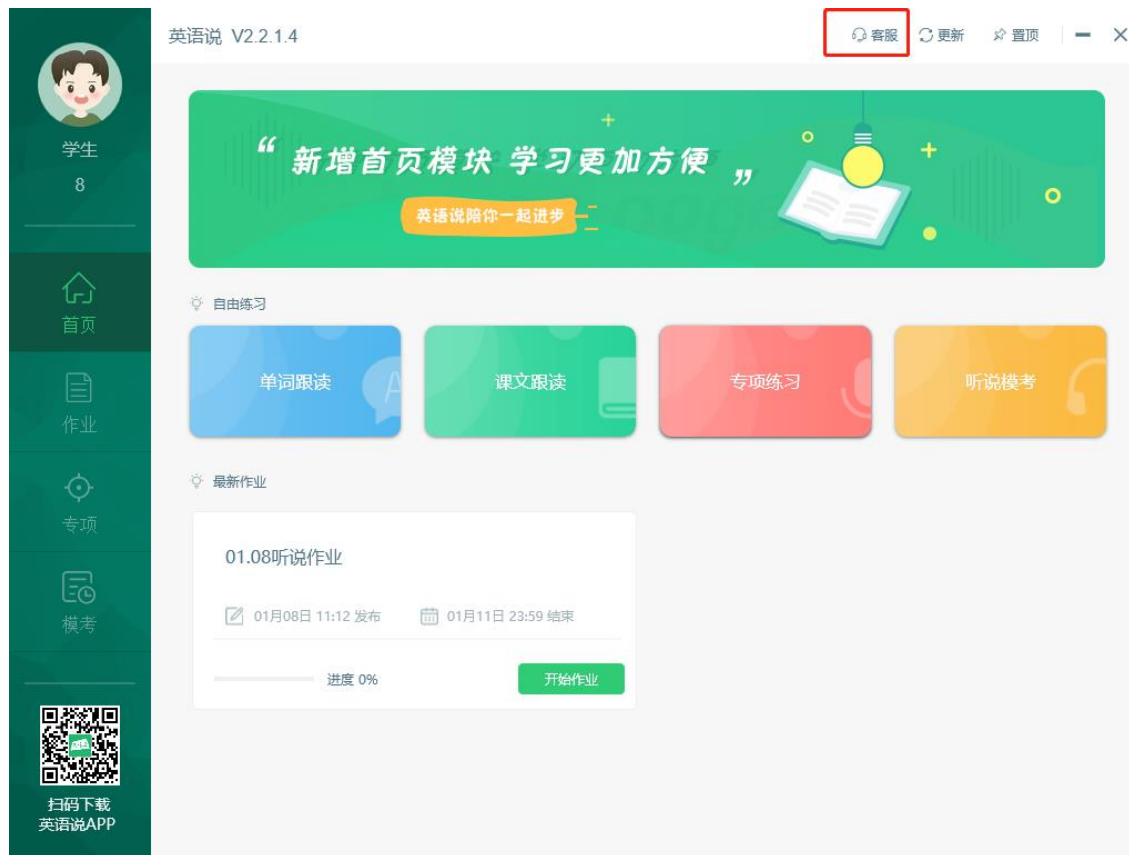 英语说 V2.2.1.4
客服
更新
置顶
学生
8
“ 新增首页模块 学习更加方便 ”
英语说陪你一起进步
首页
作业
专项
模考
扫码下载
英语说APP
自由练习
单词跟读
课文跟读
专项练习
听说模考
最新作业
01.08听说作业
01月08日 11:12 发布
01月11日 23:59 结束
进度 0%
开始作业